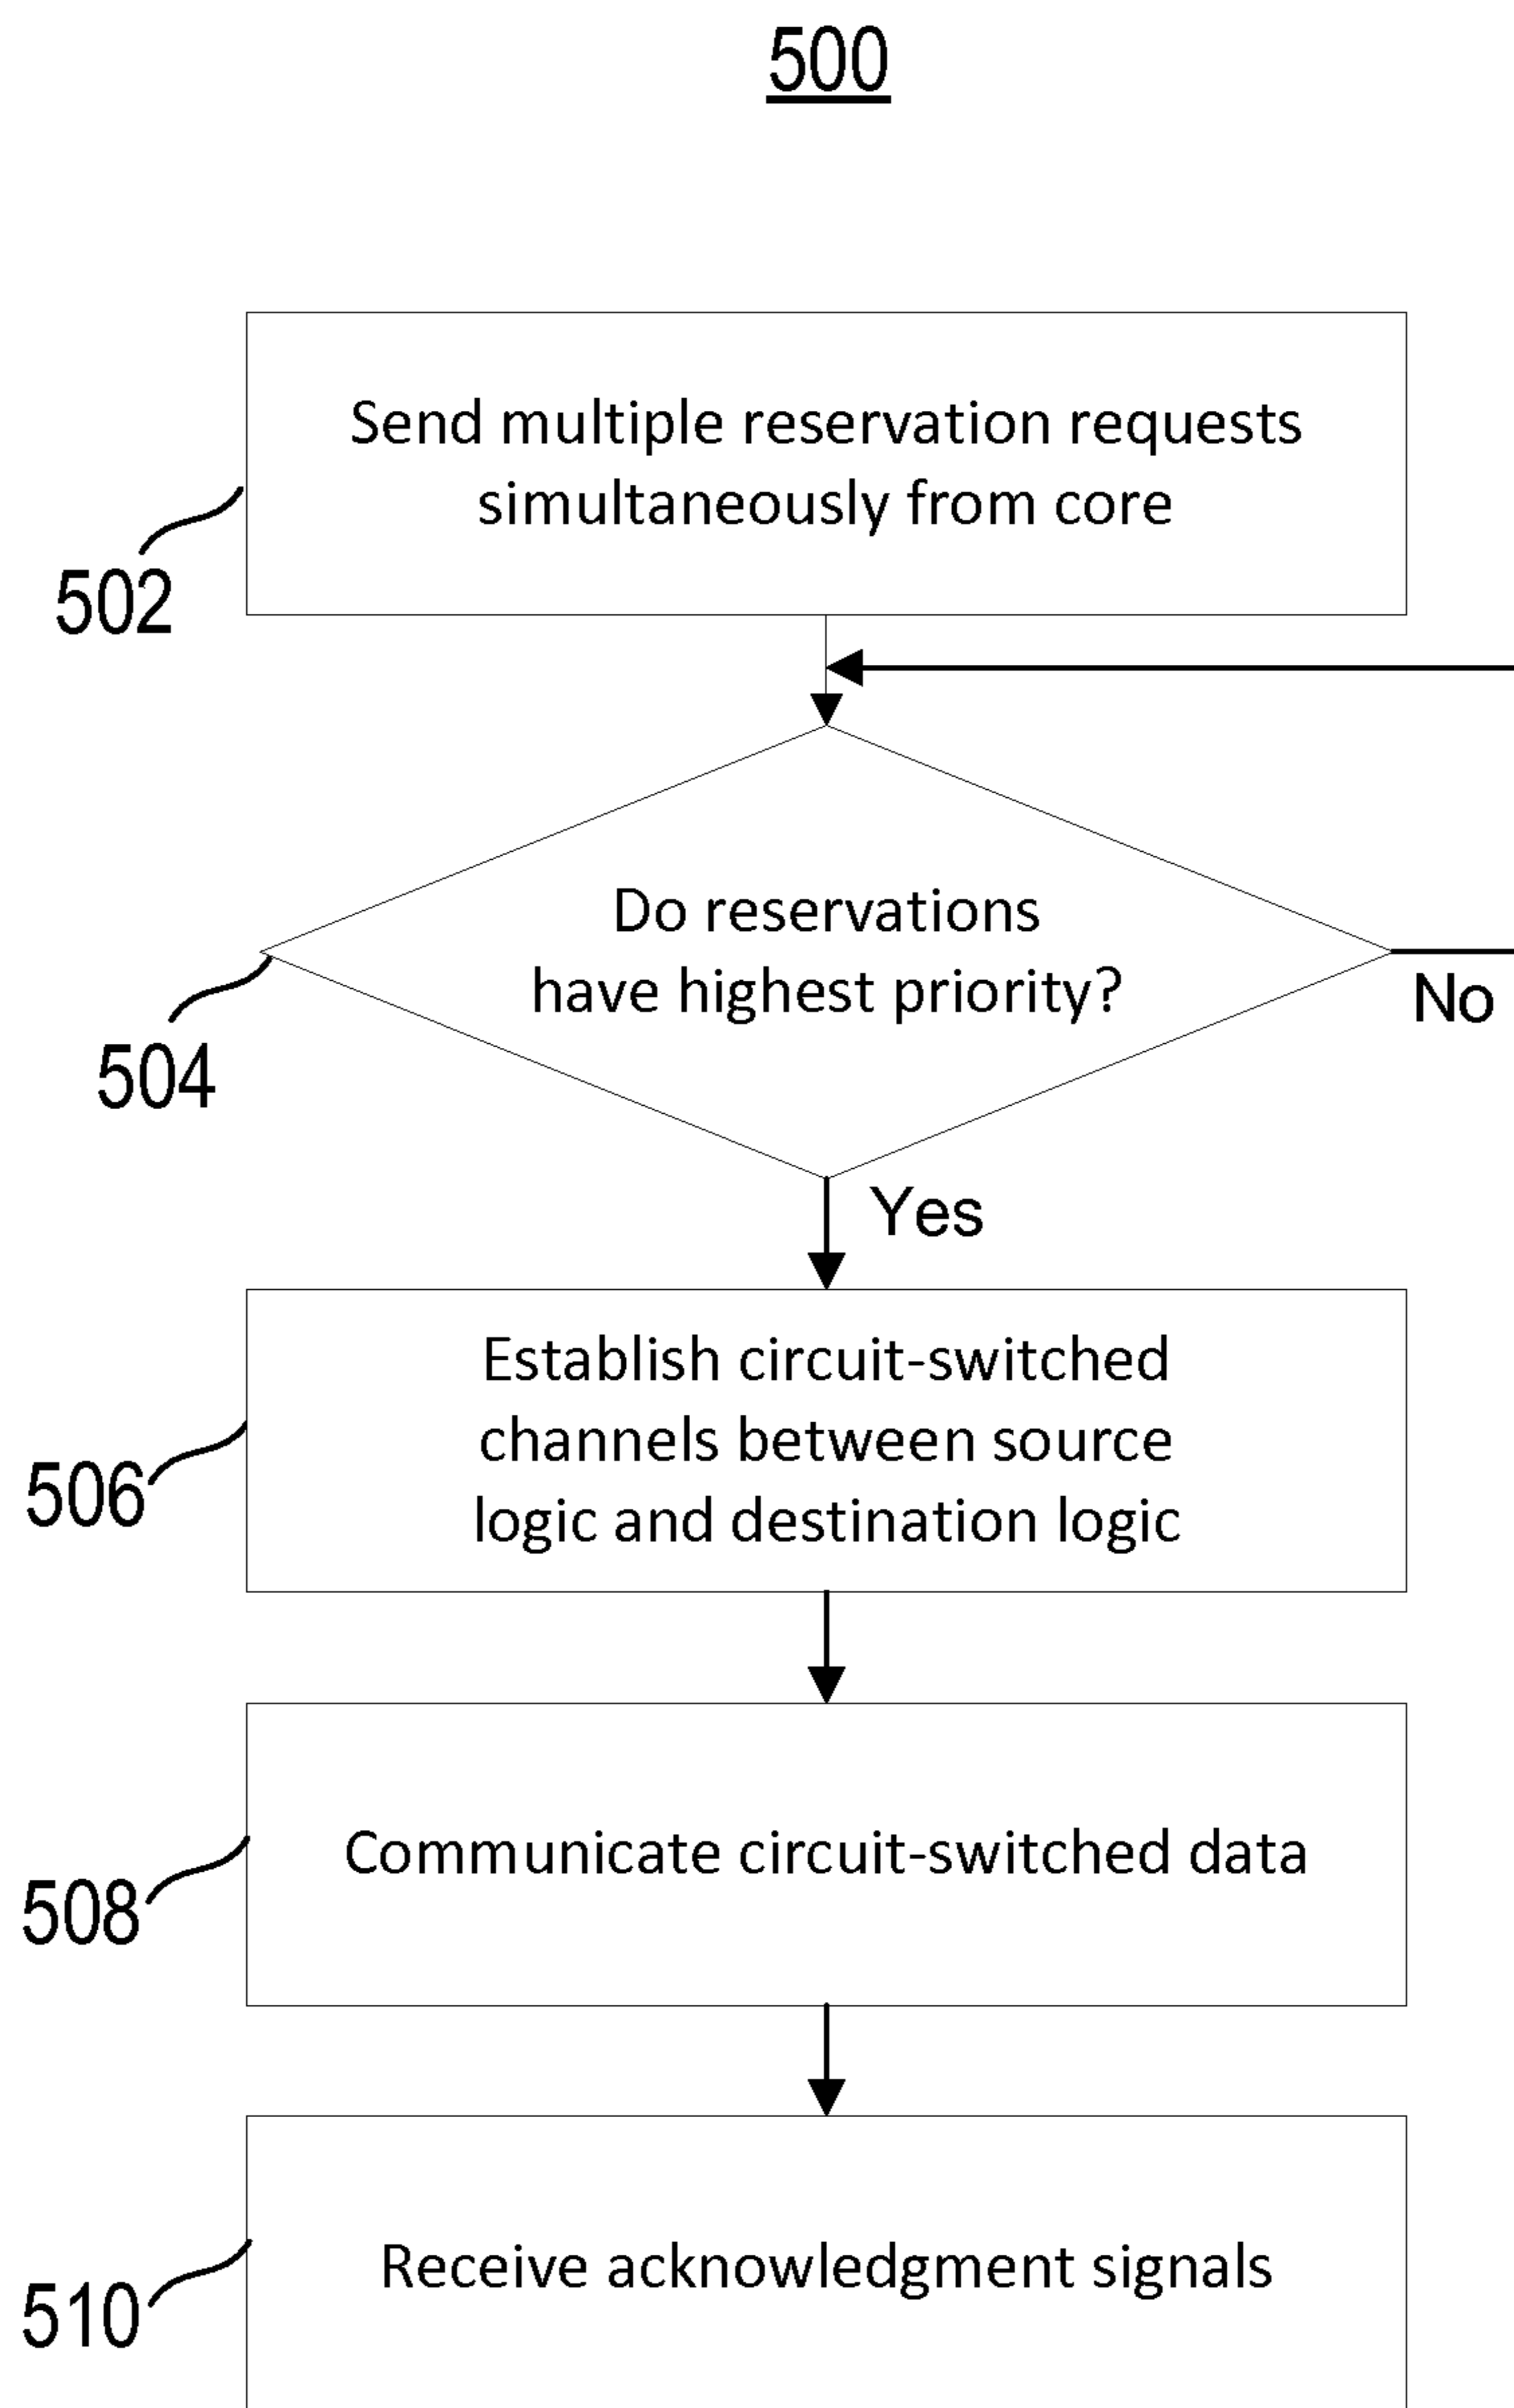 500
Send multiple reservation requests
simultaneously from core
502
Do reservations
have highest priority?
No
504
Yes
Establish circuit-switched
channels between source
logic and destination logic
506
Communicate circuit-switched data
508
Receive acknowledgment signals
510